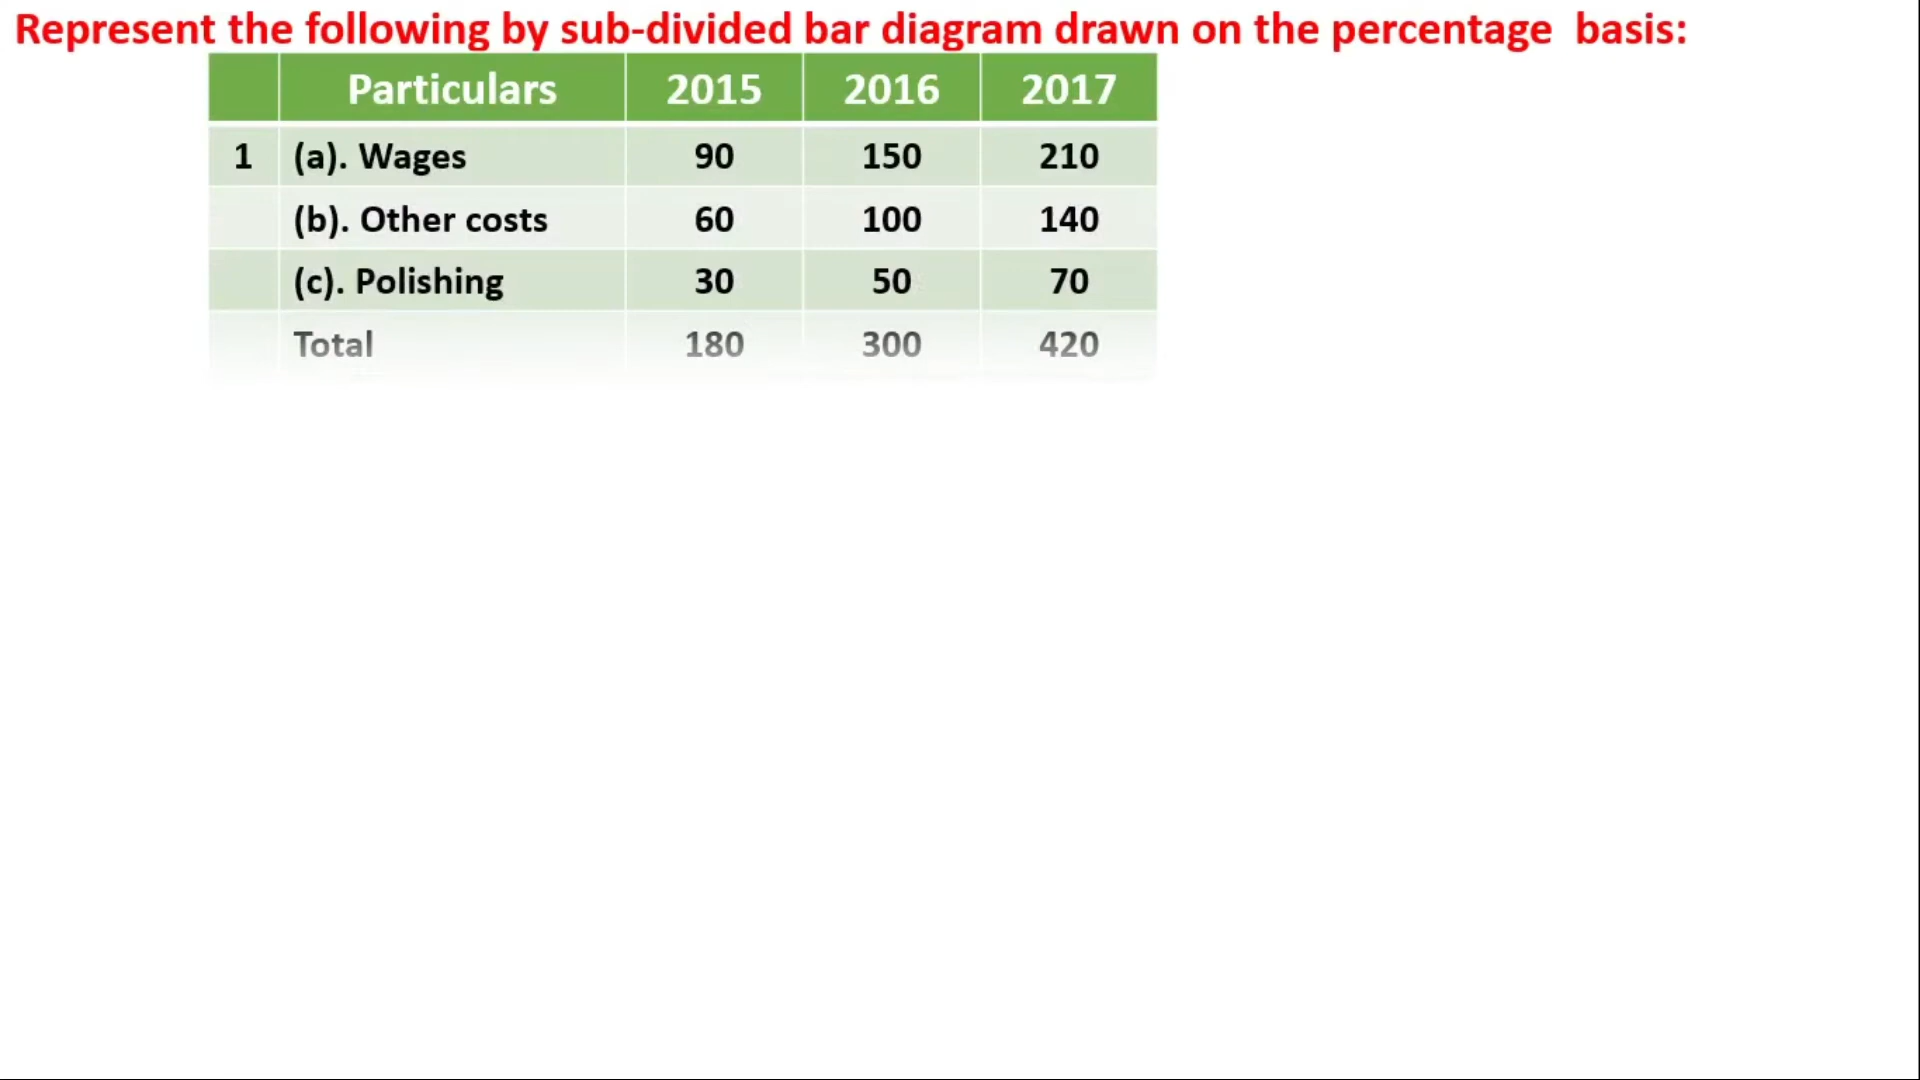 Represent the following by sub-divided bar diagram drawn on the percentage basis:
Particulars 2015 2016 2017
1 (a). Wages 90 150 210
(b). Other costs 60 100 140
(c). Polishing 30 50 70
Total 180 300 420